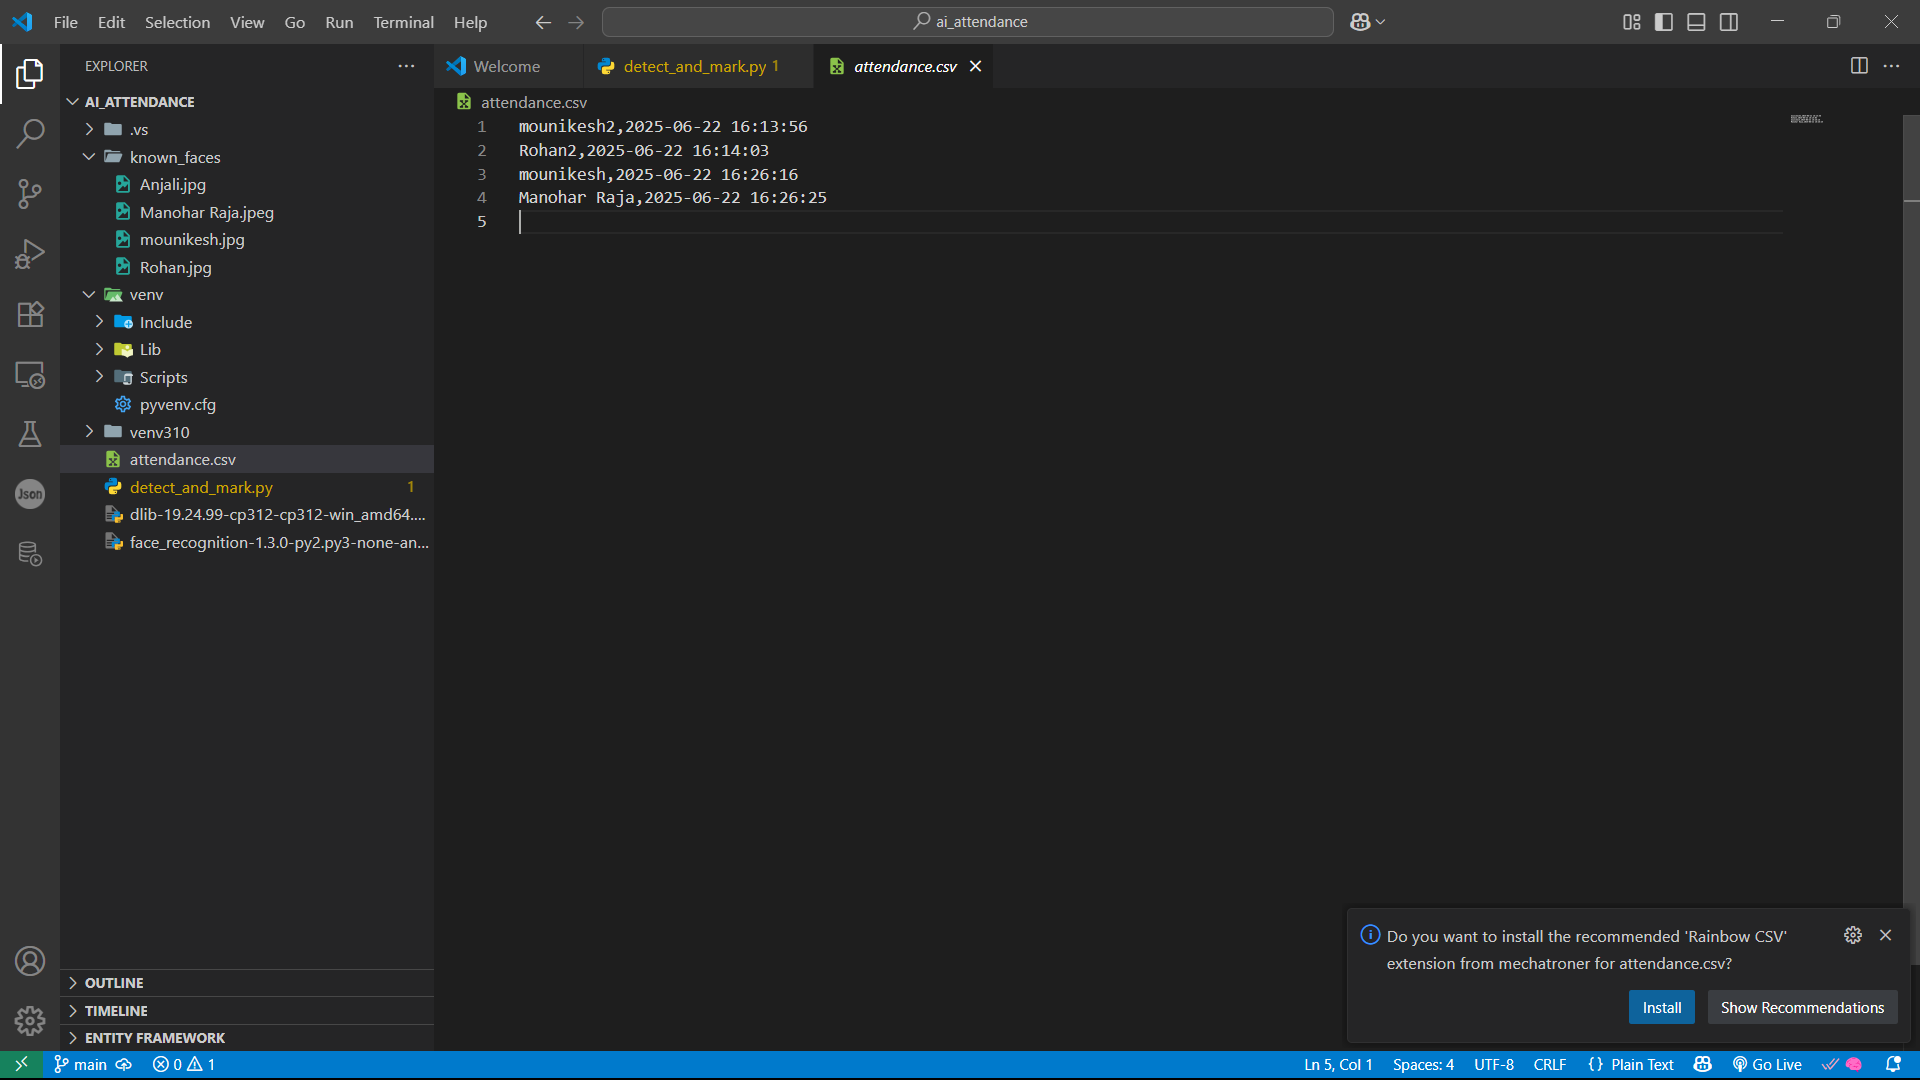 File Edit Selection View Go Run Terminal Help
ai_attendance
EXPLORER
Welcome
detect_and_mark.py 1
attendance.csv
AI_ATTENDANCE
.vs
known_faces
Anjali.jpg
Manohar Raja.jpeg
mounikesh.jpg
Rohan.jpg
venv
Include
Lib
Scripts
pyvenv.cfg
venv310
attendance.csv
detect_and_mark.py 1
dlib-19.24.99-cp312-cp312-win_amd64....
face_recognition-1.3.0-py2.py3-none-an...
OUTLINE
TIMELINE
ENTITY FRAMEWORK
Json
attendance.csv
1 mounikesh2,2025-06-22 16:13:56
2 Rohan2,2025-06-22 16:14:03
3 mounikesh,2025-06-22 16:26:16
4 Manohar Raja,2025-06-22 16:26:25
5
Do you want to install the recommended 'Rainbow CSV'
extension from mechatroner for attendance.csv?
Install
Show Recommendations
main 0 1
Ln 5, Col 1 Spaces: 4 UTF-8 CRLF {} Plain Text Go Live